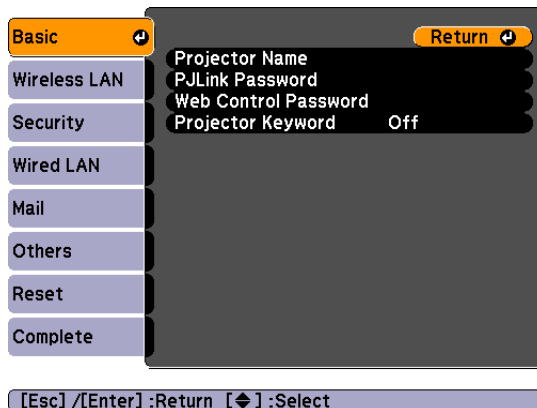 Basic
Wireless LAN
Security
Wired LAN
Mail
Others
Reset
Complete
Return
Projector Name
PJLink Password
Web Control Password
Projector Keyword Off
[Esc] /[Enter] :Return [◆] :Select